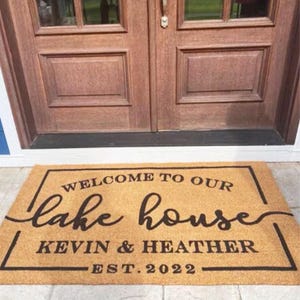 WELCOME TO OUR
lake house
KEVIN & HEATHER
EST. 2022